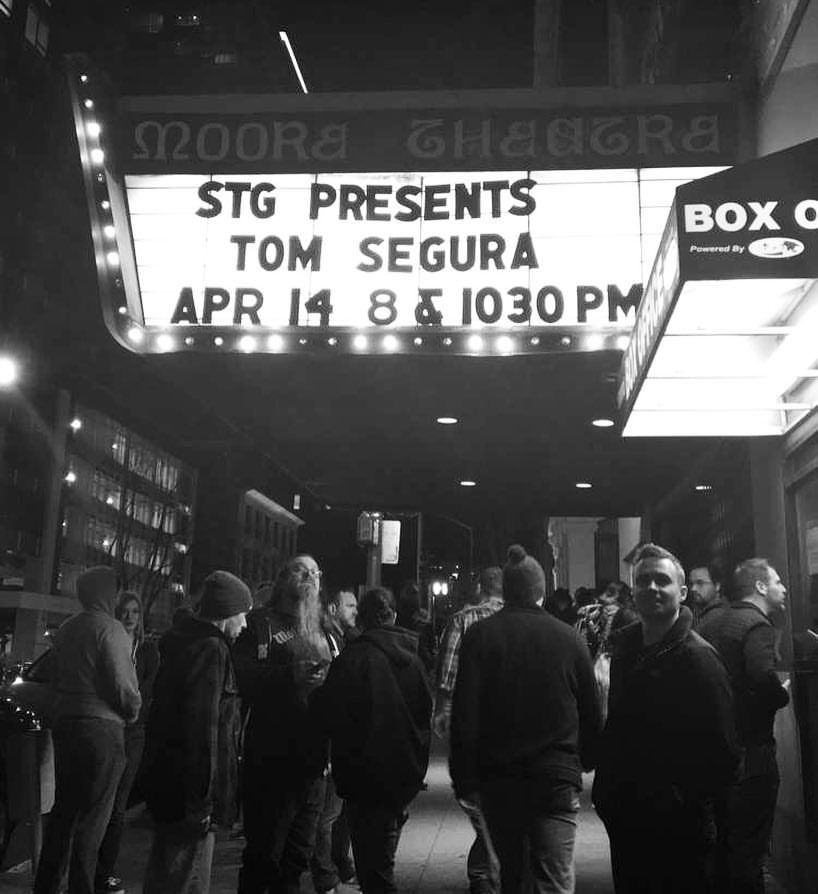 MOORE THEATRE
STG PRESENTS
TOM SEGURA
APR 14 8 & 1030 PM
BOX O
Powered By